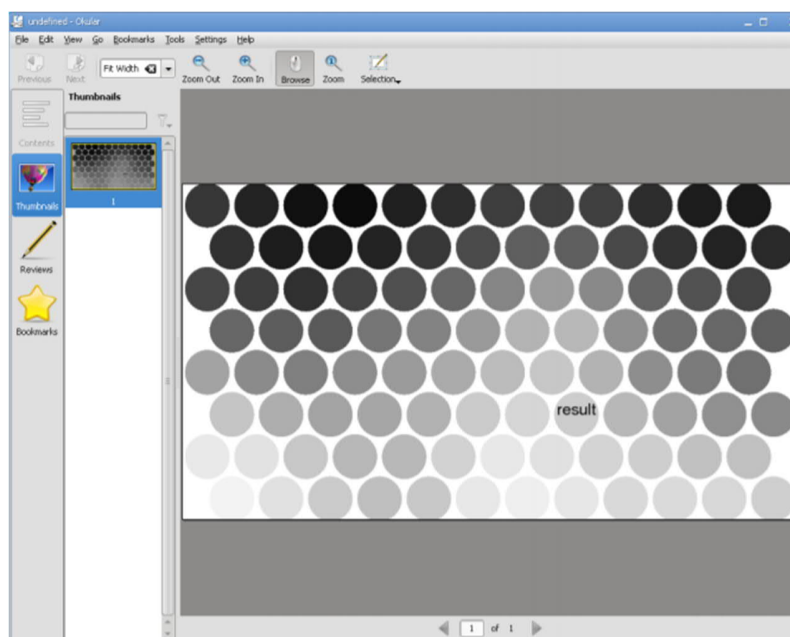 undefined - Okular
File Edit View Go Bookmarks Tools Settings Help
Previous Next Fit Width Zoom Out Zoom In Browse Zoom Selection
Thumbnails
Contents
Thumbnails
1
Reviews
Bookmarks
result
1 of 1